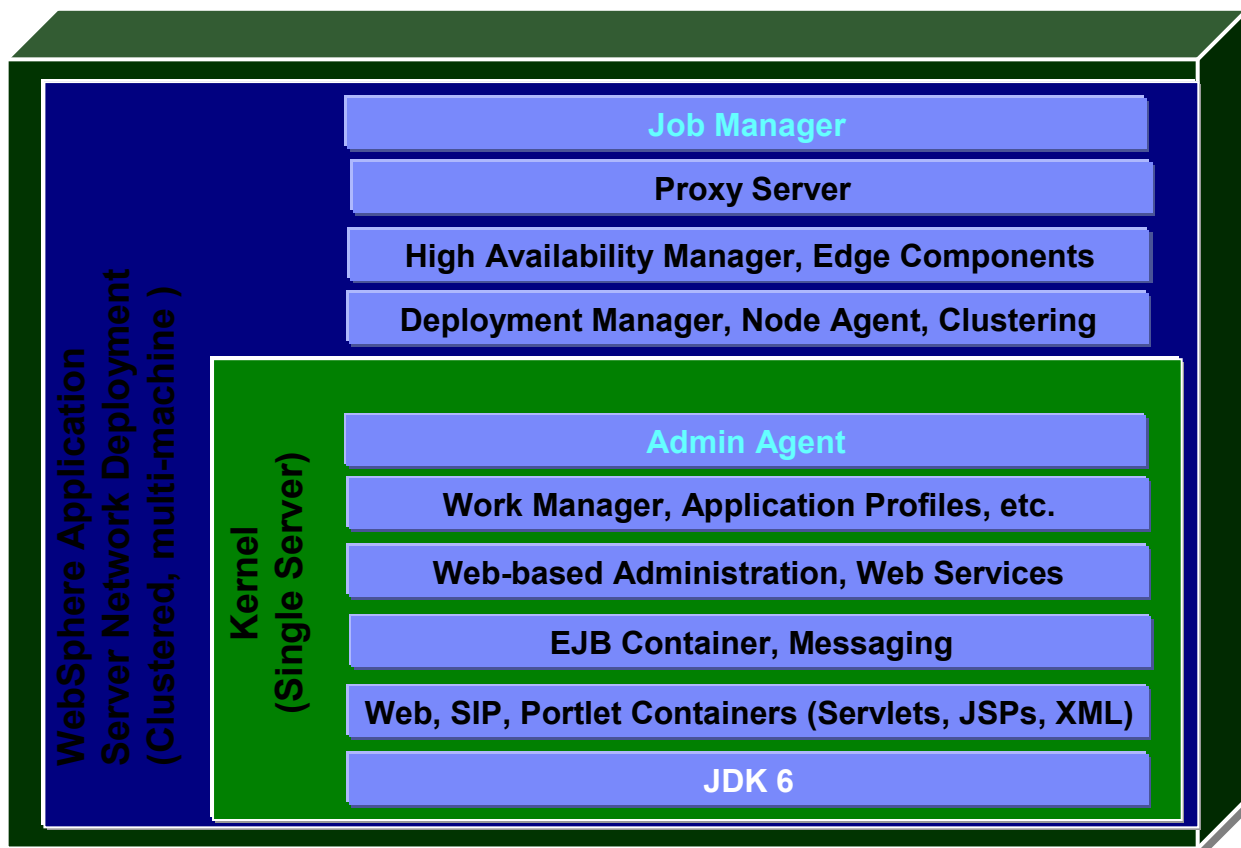 Job Manager
Proxy Server
High Availability Manager, Edge Components
Deployment Manager, Node Agent, Clustering
WebSphere Application
Server Network Deployment
(Clustered, multi-machine )
Kernel
(Single Server)
Admin Agent
Work Manager, Application Profiles, etc.
Web-based Administration, Web Services
EJB Container, Messaging
Web, SIP, Portlet Containers (Servlets, JSPs, XML)
JDK 6